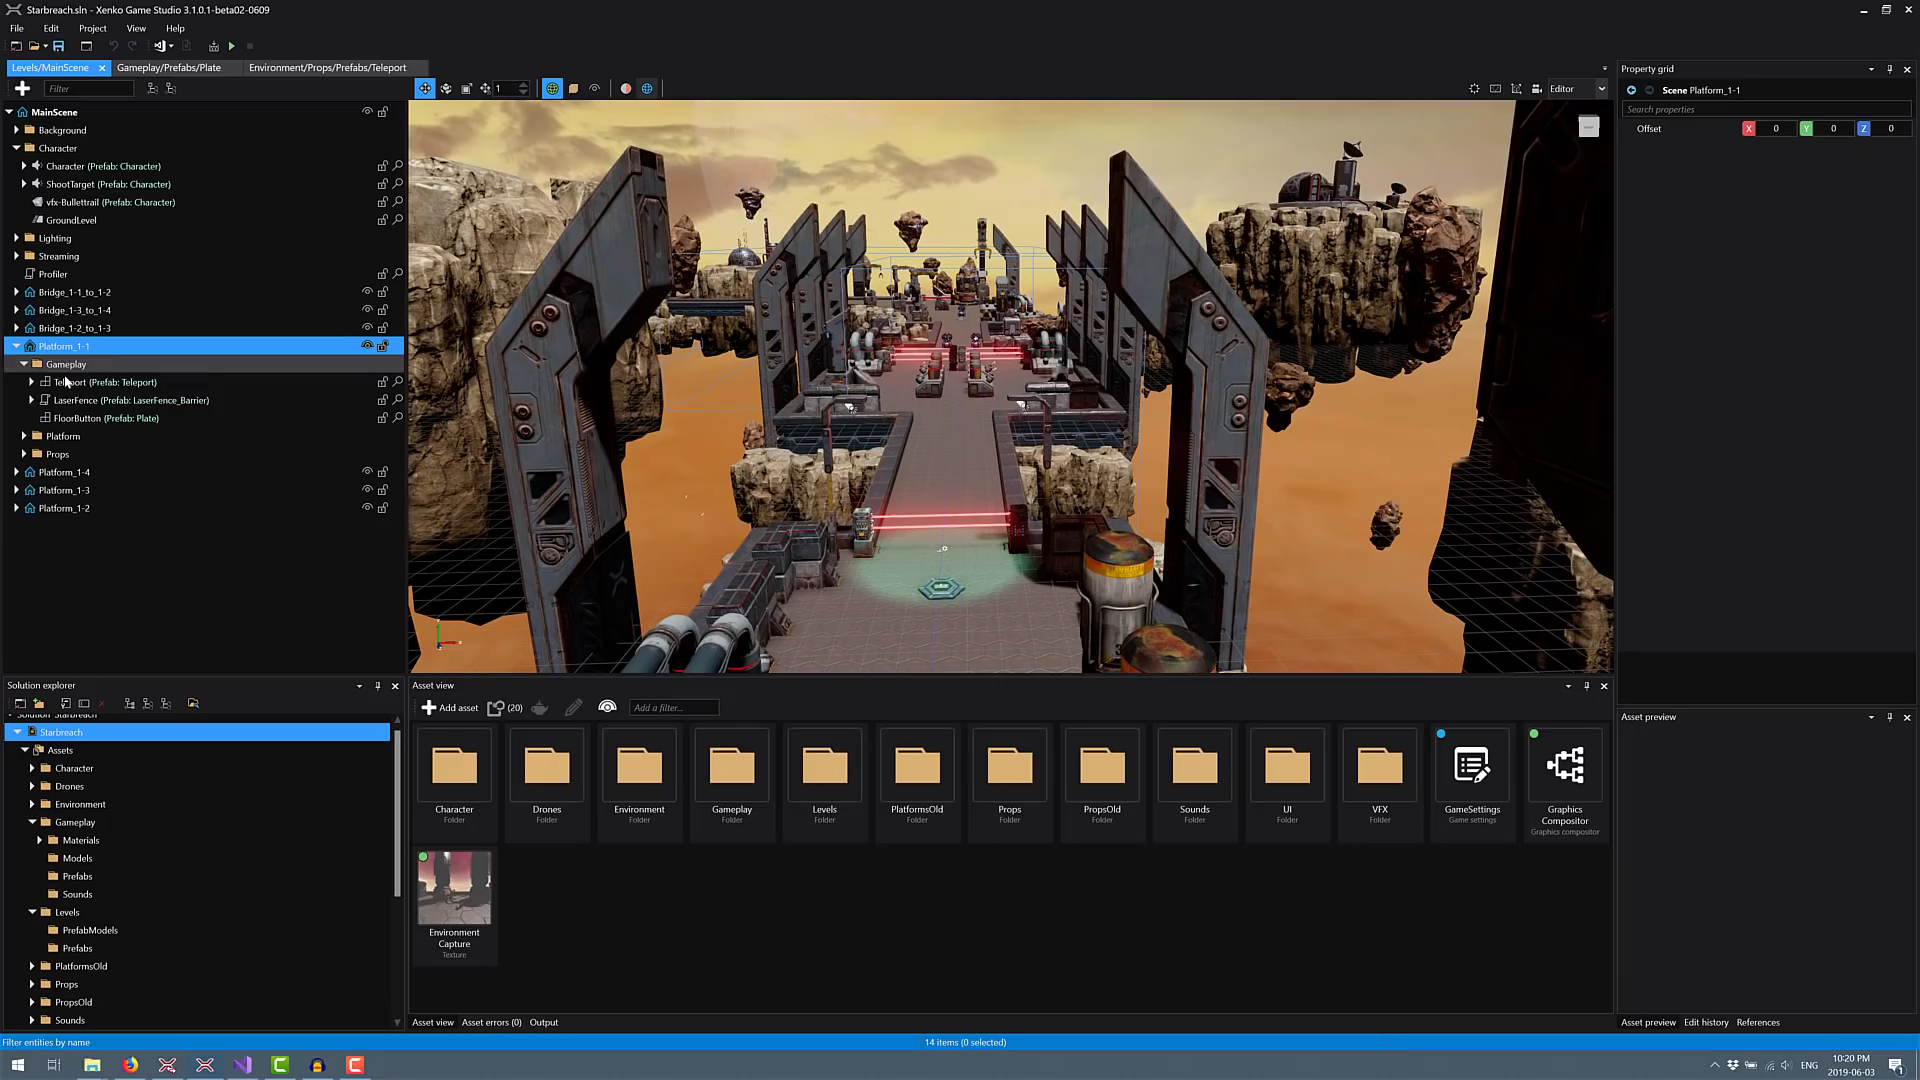 Starbreach.sln - Xenko Game Studio 3.1.0.1-beta02-0609
File Edit Project View Help
Levels/MainScene Gameplay/Prefabs/Plate Environment/Props/Prefabs/Teleport
Filter
1
Editor
MainScene
Background
Character
Character (Prefab: Character)
ShootTarget (Prefab: Character)
vfx-Bullettrail (Prefab: Character)
GroundLevel
Lighting
Streaming
Profiler
Bridge_1-1_to_1-2
Bridge_1-3_to_1-4
Bridge_1-2_to_1-3
Platform_1-1
Gameplay
Teleport (Prefab: Teleport)
LaserFence (Prefab: LaserFence_Barrier)
FloorButton (Prefab: Plate)
Platform
Props
Platform_1-4
Platform_1-3
Platform_1-2
Property grid
Scene Platform_1-1
Search properties
Offset X 0 Y 0 Z 0
Solution explorer
Solution Starbreach
Starbreach
Assets
Character
Drones
Environment
Gameplay
Materials
Models
Prefabs
Sounds
Levels
PrefabModels
Prefabs
PlatformsOld
Props
PropsOld
Sounds
Asset view
Add asset (20) Add a filter...
Character
Folder
Drones
Folder
Environment
Folder
Gameplay
Folder
Levels
Folder
PlatformsOld
Folder
Props
Folder
PropsOld
Folder
Sounds
Folder
UI
Folder
VFX
Folder
GameSettings
Game settings
Graphics
Compositor
Graphics compositor
Environment
Capture
Texture
Asset view Asset errors (0) Output
Asset preview
Asset preview Edit history References
Filter entities by name
14 items (0 selected)
ENG
10:20 PM
2019-06-03
1